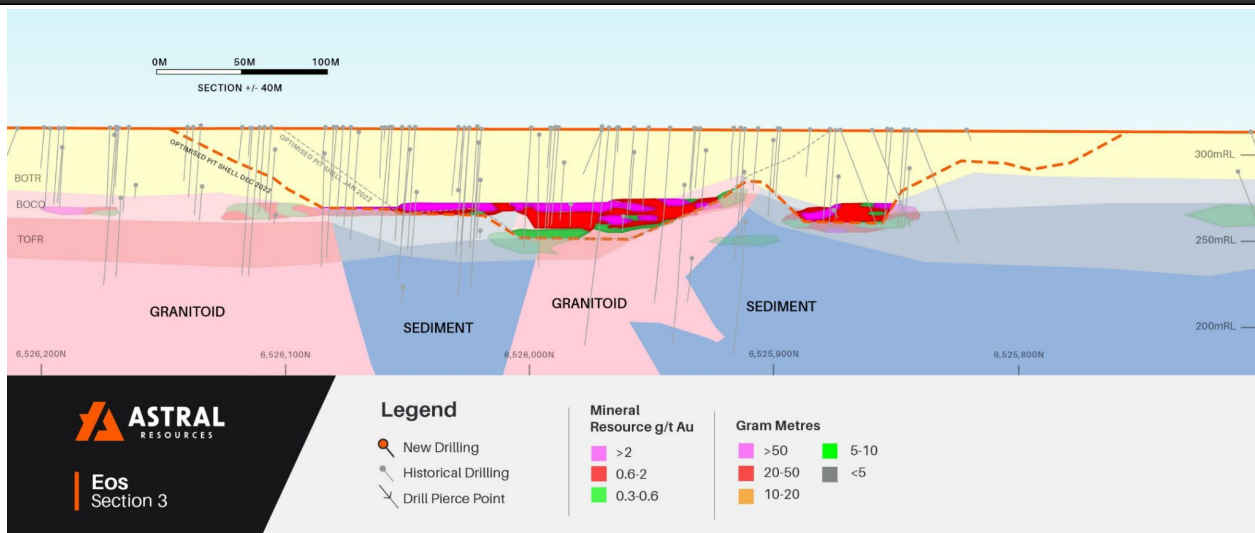 0M 50M 100M
SECTION +/- 40M
OPTIMISED PIT SHELL DEC 2022
OPTIMISED PIT SHELL JAN 2022
300mRL
BOTR
BOCO
TOFR
250mRL
GRANITOID
SEDIMENT
GRANITOID
SEDIMENT
200mRL
6,526,200N
6,526,100N
6,526,000N
6,525,900N
6,525,800N
ASTRAL
RESOURCES
Eos
Section 3
Legend
New Drilling
Historical Drilling
Drill Pierce Point
Mineral
Resource g/t Au
>2
0.6-2
0.3-0.6
Gram Metres
>50
20-50
10-20
5-10
<5